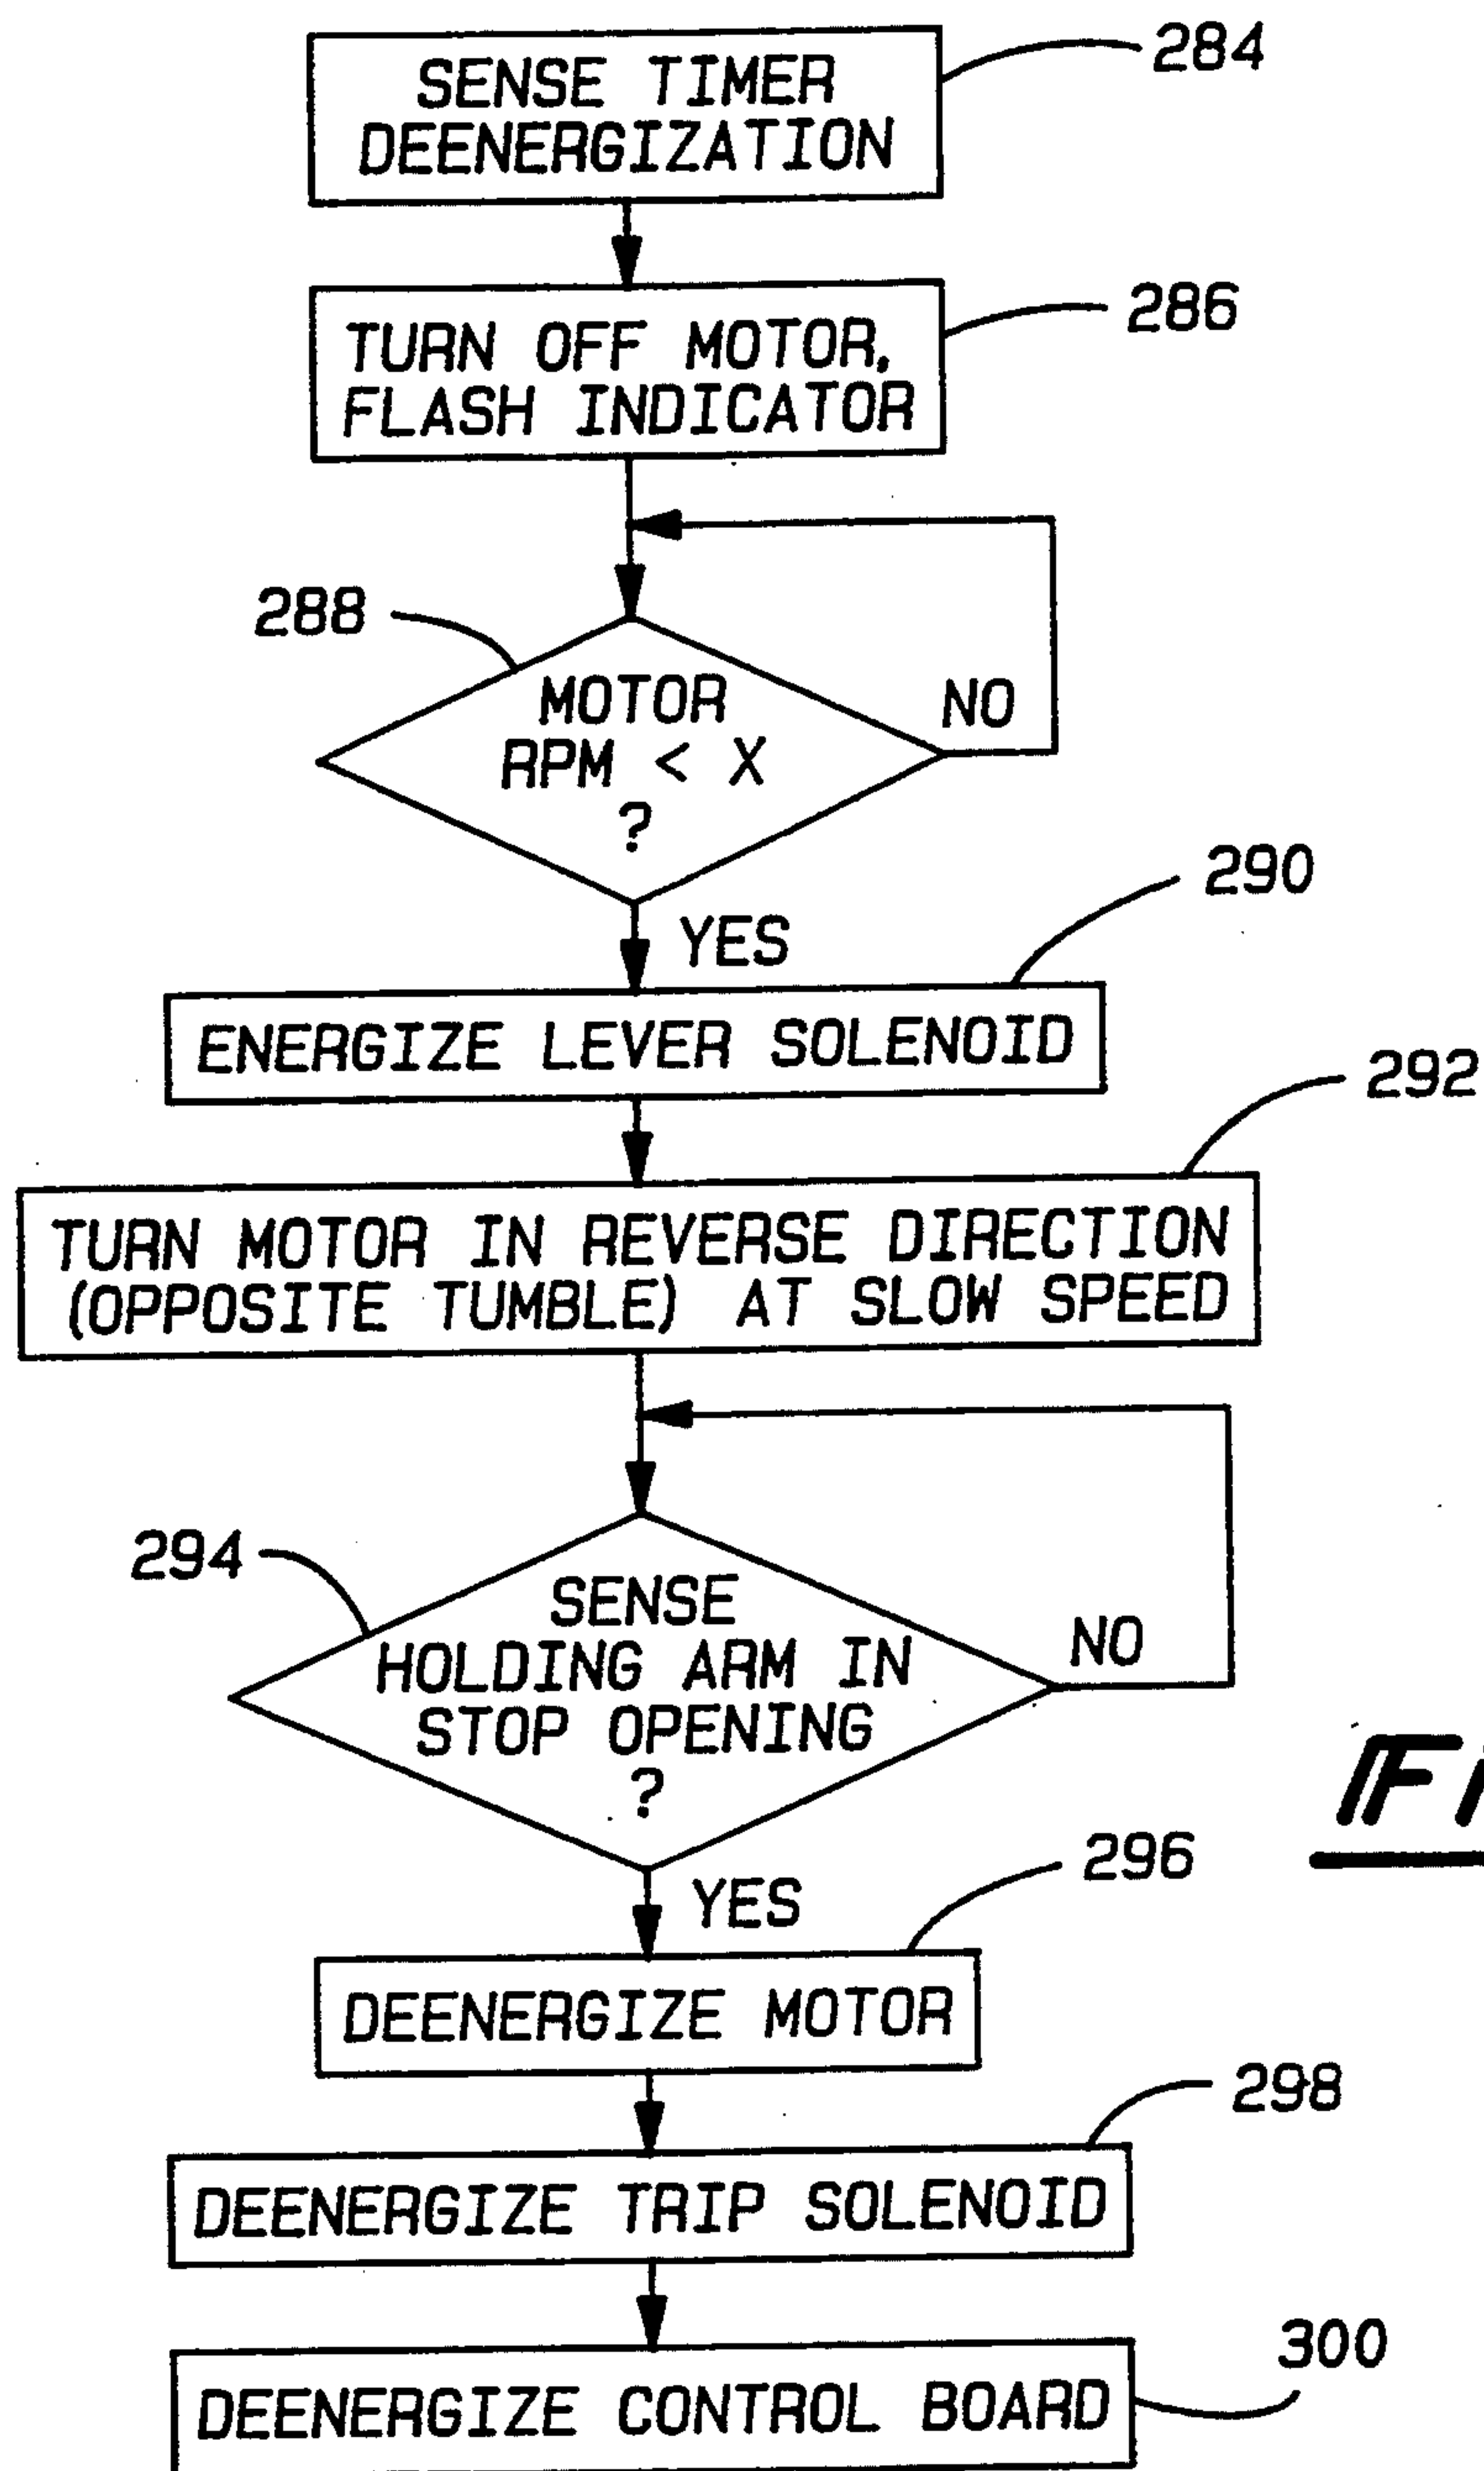 SENSE TIMER
DEENERGIZATION
284
TURN OFF MOTOR,
FLASH INDICATOR
286
288
MOTOR
RPM < X
?
NO
YES
290
ENERGIZE LEVER SOLENOID
292
TURN MOTOR IN REVERSE DIRECTION
(OPPOSITE TUMBLE) AT SLOW SPEED
294
SENSE
HOLDING ARM IN
STOP OPENING
?
NO
YES
296
DEENERGIZE MOTOR
298
DEENERGIZE TRIP SOLENOID
300
DEENERGIZE CONTROL BOARD